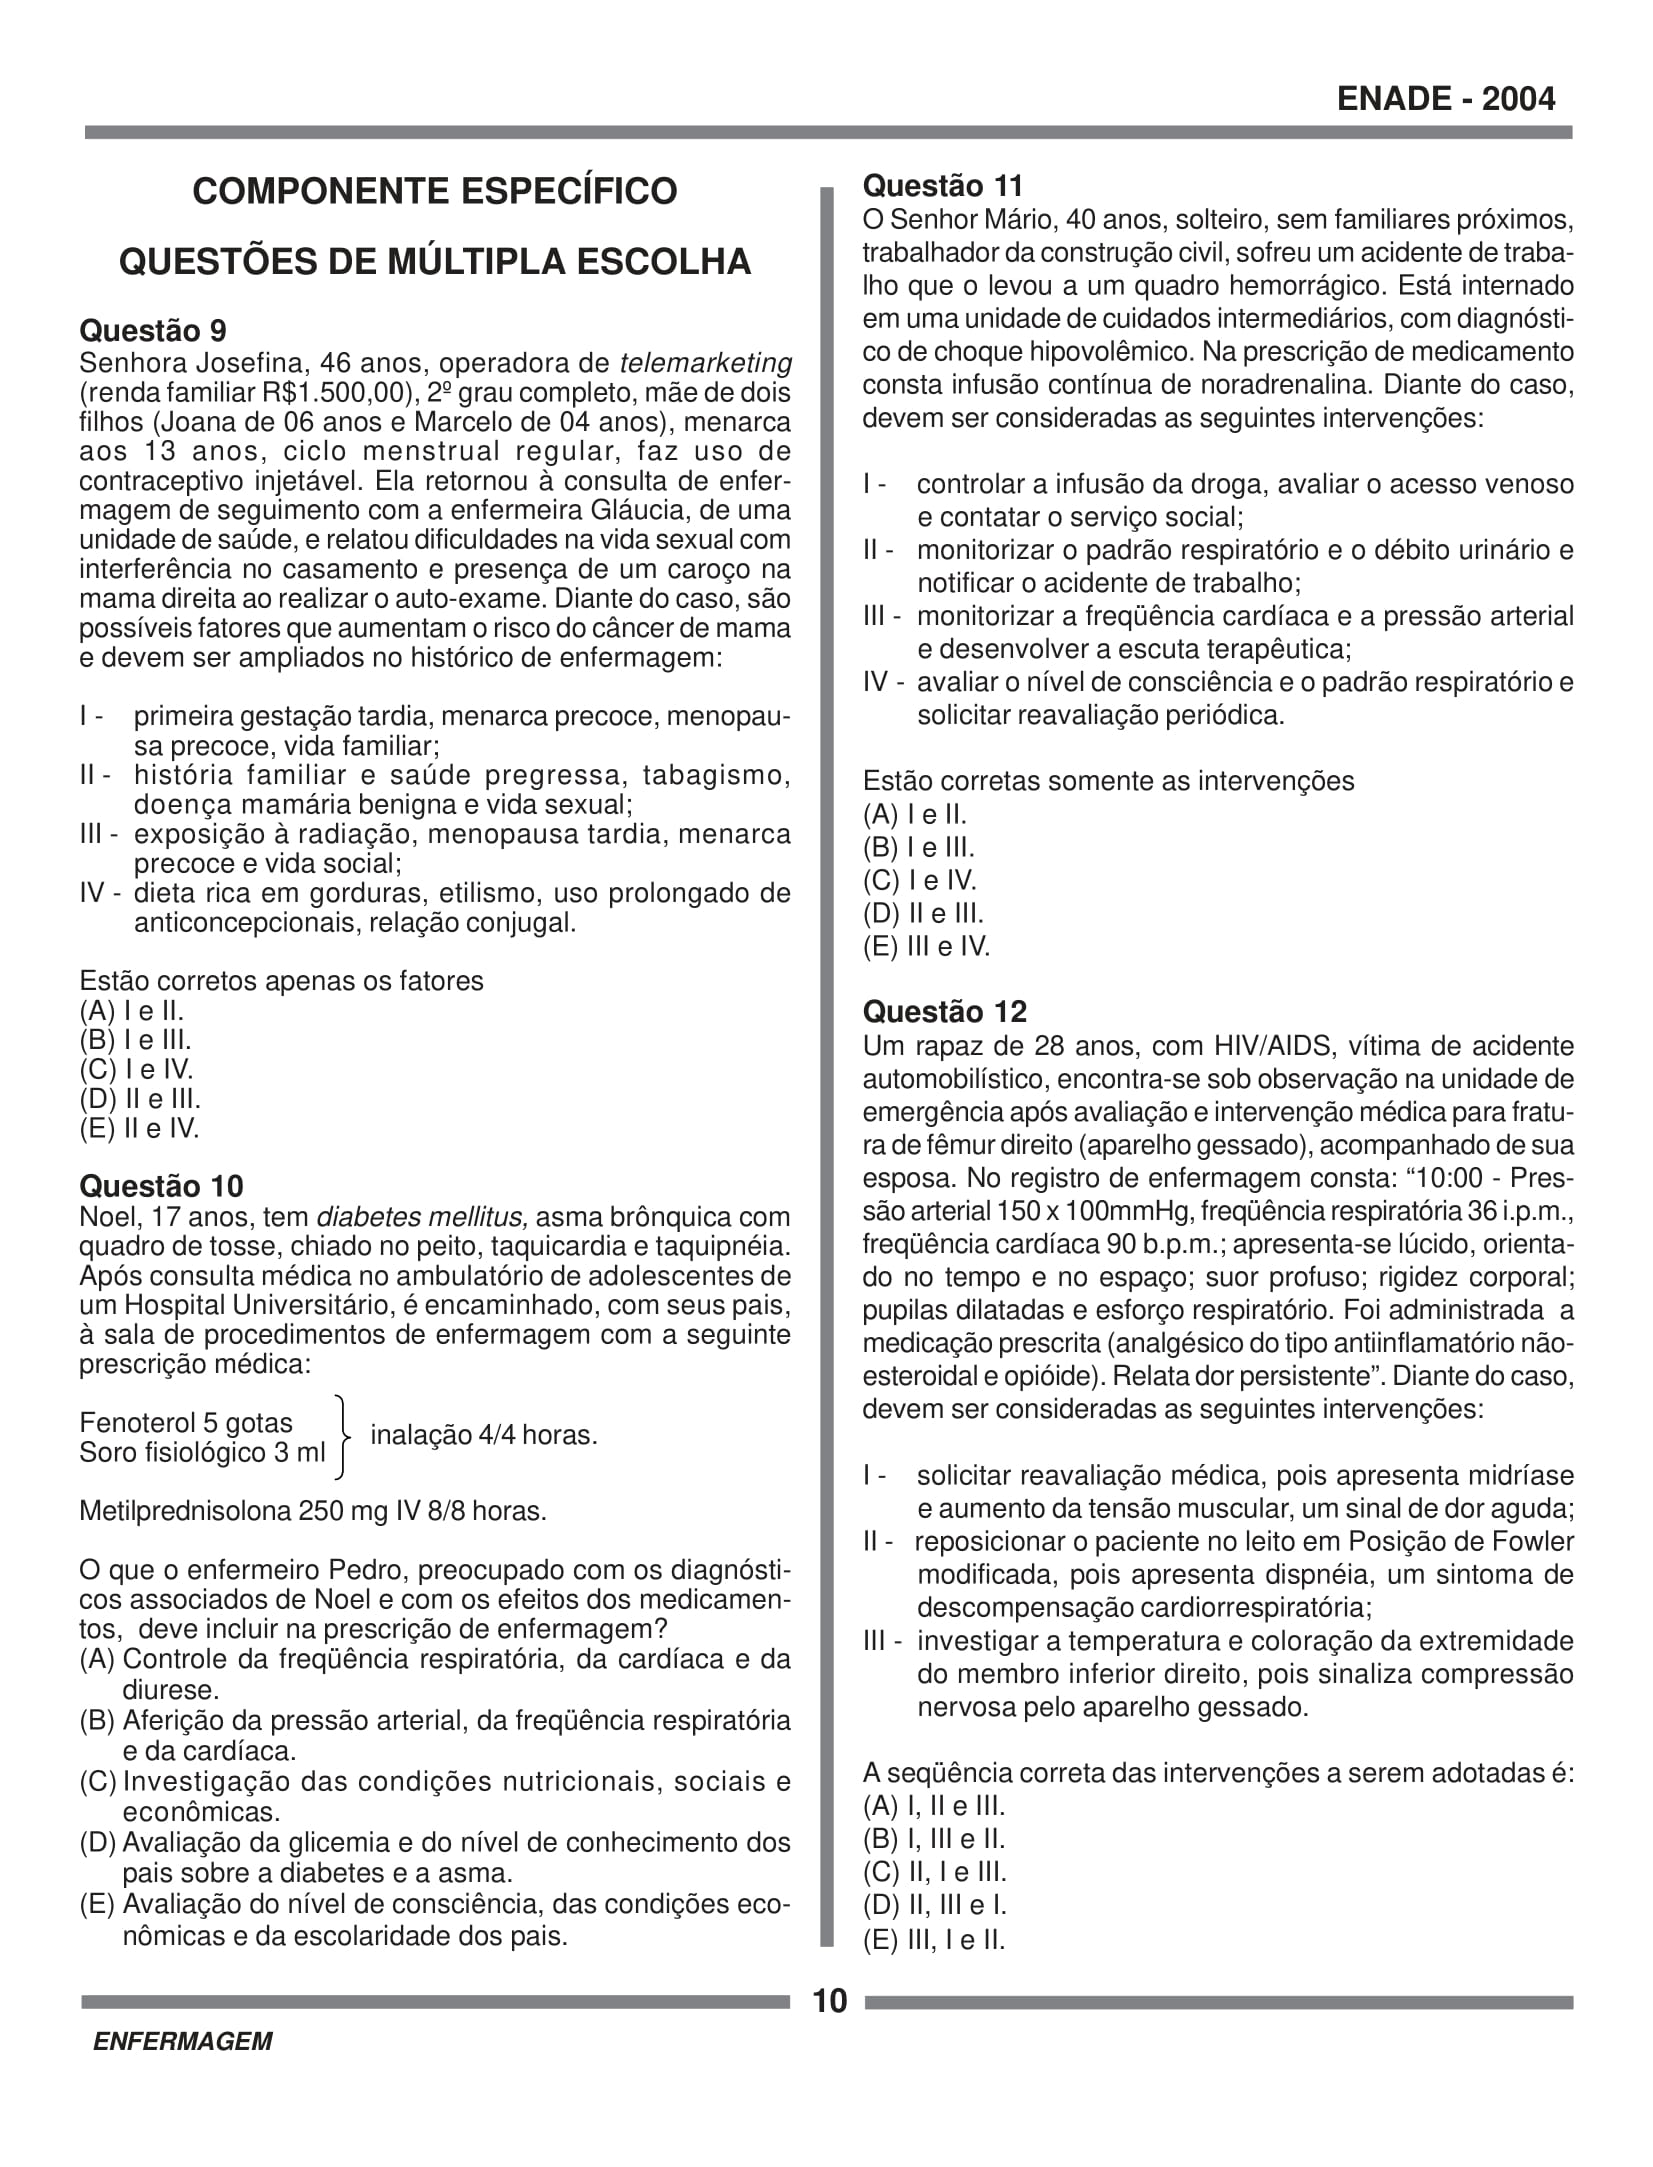 ENADE - 2004
COMPONENTE ESPECÍFICO
QUESTÕES DE MÚLTIPLA ESCOLHA
Questão 9
Senhora Josefina, 46 anos, operadora de telemarketing
(renda familiar R$1.500,00), 2º grau completo, mãe de dois
filhos (Joana de 06 anos e Marcelo de 04 anos), menarca
aos 13 anos, ciclo menstrual regular, faz uso de
contraceptivo injetável. Ela retornou à consulta de enfer-
magem de seguimento com a enfermeira Gláucia, de uma
unidade de saúde, e relatou dificuldades na vida sexual com
interferência no casamento e presença de um caroço na
mama direita ao realizar o auto-exame. Diante do caso, são
possíveis fatores que aumentam o risco do câncer de mama
e devem ser ampliados no histórico de enfermagem:
I - primeira gestação tardia, menarca precoce, menopau-
sa precoce, vida familiar;
II - história familiar e saúde pregressa, tabagismo,
doença mamária benigna e vida sexual;
III - exposição à radiação, menopausa tardia, menarca
precoce e vida social;
IV - dieta rica em gorduras, etilismo, uso prolongado de
anticoncepcionais, relação conjugal.
Estão corretos apenas os fatores
(A) I e II.
(B) I e III.
(C) I e IV.
(D) II e III.
(E) II e IV.
Questão 10
Noel, 17 anos, tem diabetes mellitus, asma brônquica com
quadro de tosse, chiado no peito, taquicardia e taquipnéia.
Após consulta médica no ambulatório de adolescentes de
um Hospital Universitário, é encaminhado, com seus pais,
à sala de procedimentos de enfermagem com a seguinte
prescrição médica:
Fenoterol 5 gotas
Soro fisiológico 3 ml
inalação 4/4 horas.
Metilprednisolona 250 mg IV 8/8 horas.
O que o enfermeiro Pedro, preocupado com os diagnósti-
cos associados de Noel e com os efeitos dos medicamen-
tos, deve incluir na prescrição de enfermagem?
(A) Controle da freqüência respiratória, da cardíaca e da
diurese.
(B) Aferição da pressão arterial, da freqüência respiratória
e da cardíaca.
(C) Investigação das condições nutricionais, sociais e
econômicas.
(D) Avaliação da glicemia e do nível de conhecimento dos
pais sobre a diabetes e a asma.
(E) Avaliação do nível de consciência, das condições eco-
nômicas e da escolaridade dos pais.
Questão 11
O Senhor Mário, 40 anos, solteiro, sem familiares próximos,
trabalhador da construção civil, sofreu um acidente de traba-
lho que o levou a um quadro hemorrágico. Está internado
em uma unidade de cuidados intermediários, com diagnósti-
co de choque hipovolêmico. Na prescrição de medicamento
consta infusão contínua de noradrenalina. Diante do caso,
devem ser consideradas as seguintes intervenções:
I - controlar a infusão da droga, avaliar o acesso venoso
e contatar o serviço social;
II - monitorizar o padrão respiratório e o débito urinário e
notificar o acidente de trabalho;
III - monitorizar a freqüência cardíaca e a pressão arterial
e desenvolver a escuta terapêutica;
IV - avaliar o nível de consciência e o padrão respiratório e
solicitar reavaliação periódica.
Estão corretas somente as intervenções
(A) I e II.
(B) I e III.
(C) I e IV.
(D) II e III.
(E) III e IV.
Questão 12
Um rapaz de 28 anos, com HIV/AIDS, vítima de acidente
automobilístico, encontra-se sob observação na unidade de
emergência após avaliação e intervenção médica para fratu-
ra de fêmur direito (aparelho gessado), acompanhado de sua
esposa. No registro de enfermagem consta: “10:00 - Pres-
são arterial 150 x 100mmHg, freqüência respiratória 36 i.p.m.,
freqüência cardíaca 90 b.p.m.; apresenta-se lúcido, orienta-
do no tempo e no espaço; suor profuso; rigidez corporal;
pupilas dilatadas e esforço respiratório. Foi administrada a
medicação prescrita (analgésico do tipo antiinflamatório não-
esteroidal e opióide). Relata dor persistente”. Diante do caso,
devem ser consideradas as seguintes intervenções:
I - solicitar reavaliação médica, pois apresenta midríase
e aumento da tensão muscular, um sinal de dor aguda;
II - reposicionar o paciente no leito em Posição de Fowler
modificada, pois apresenta dispnéia, um sintoma de
descompensação cardiorrespiratória;
III - investigar a temperatura e coloração da extremidade
do membro inferior direito, pois sinaliza compressão
nervosa pelo aparelho gessado.
A seqüência correta das intervenções a serem adotadas é:
(A) I, II e III.
(B) I, III e II.
(C) II, I e III.
(D) II, III e I.
(E) III, I e II.
10
ENFERMAGEM